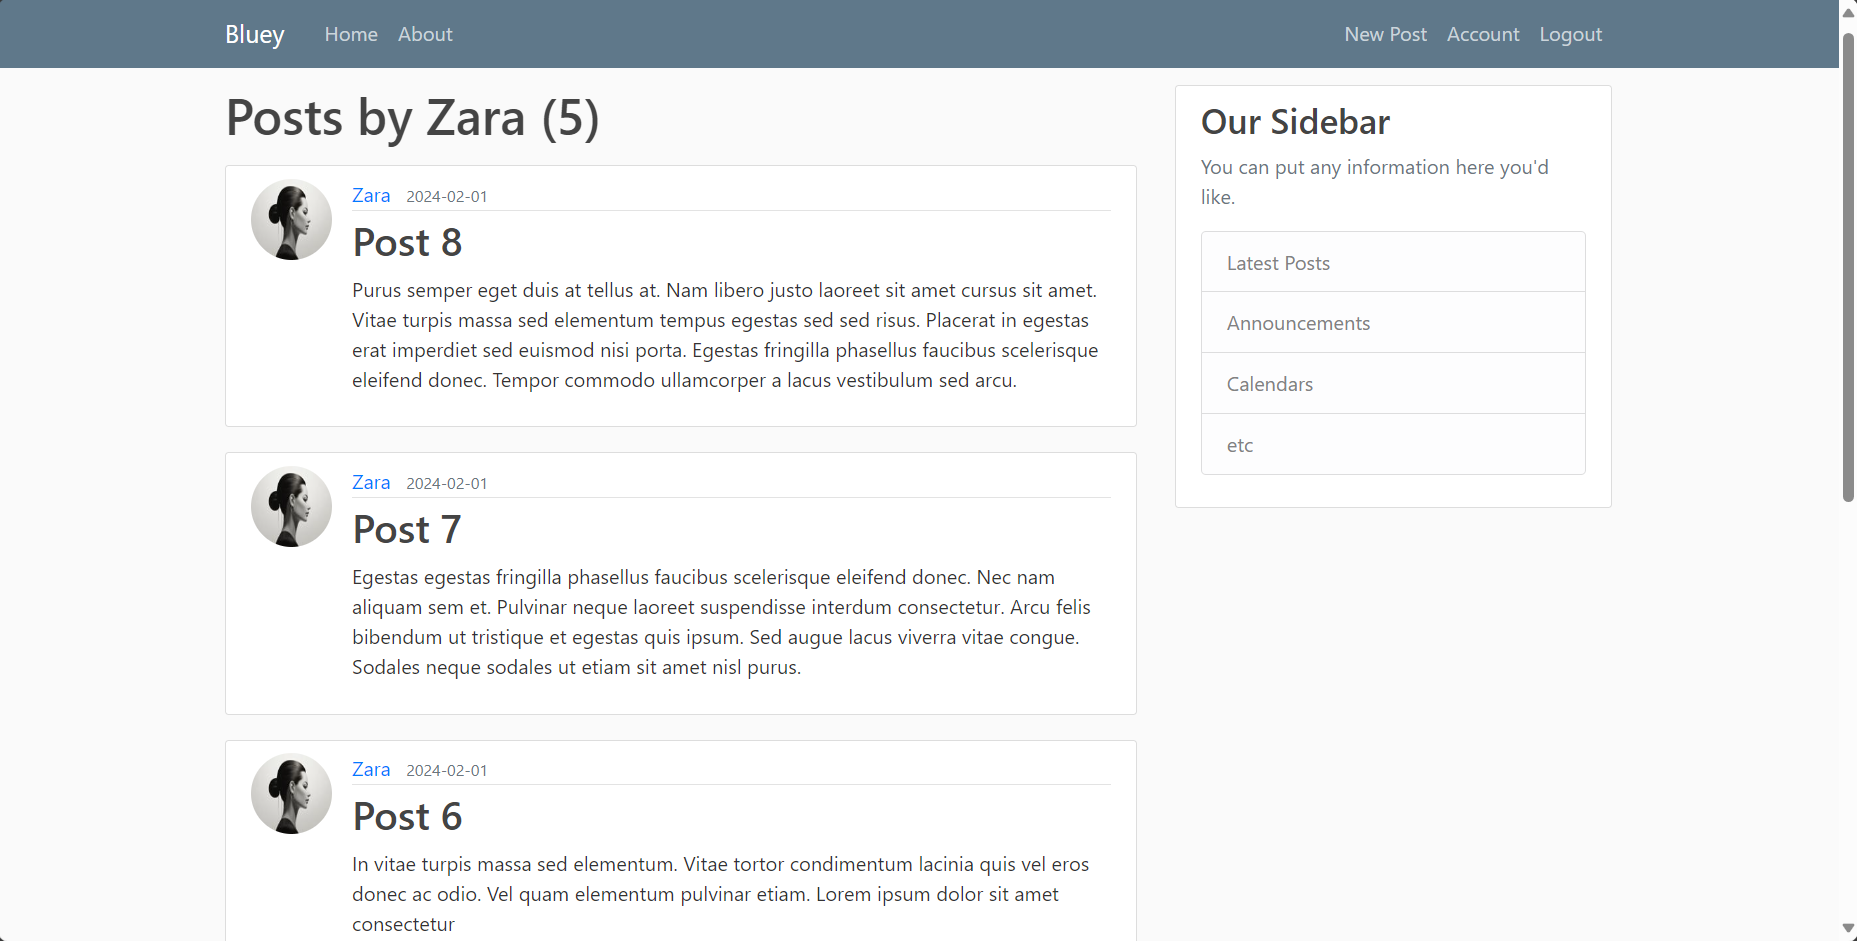 Bluey Home About New Post Account Logout
Posts by Zara (5)
Zara 2024-02-01
Post 8
Purus semper eget duis at tellus at. Nam libero justo laoreet sit amet cursus sit amet.
Vitae turpis massa sed elementum tempus egestas sed sed risus. Placerat in egestas
erat imperdiet sed euismod nisi porta. Egestas fringilla phasellus faucibus scelerisque
eleifend donec. Tempor commodo ullamcorper a lacus vestibulum sed arcu.
Zara 2024-02-01
Post 7
Egestas egestas fringilla phasellus faucibus scelerisque eleifend donec. Nec nam
aliquam sem et. Pulvinar neque laoreet suspendisse interdum consectetur. Arcu felis
bibendum ut tristique et egestas quis ipsum. Sed augue lacus viverra vitae congue.
Sodales neque sodales ut etiam sit amet nisl purus.
Zara 2024-02-01
Post 6
In vitae turpis massa sed elementum. Vitae tortor condimentum lacinia quis vel eros
donec ac odio. Vel quam elementum pulvinar etiam. Lorem ipsum dolor sit amet
consectetur
Our Sidebar
You can put any information here you'd
like.
Latest Posts
Announcements
Calendars
etc